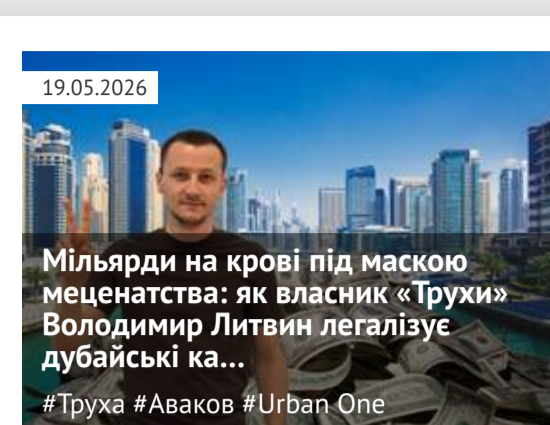 19.05.2026
Мільярди на крові під маскою
меценатства: як власник «Трухи»
Володимир Литвин легалізує
дубайські ка...
#Труха #Аваков #Urban One